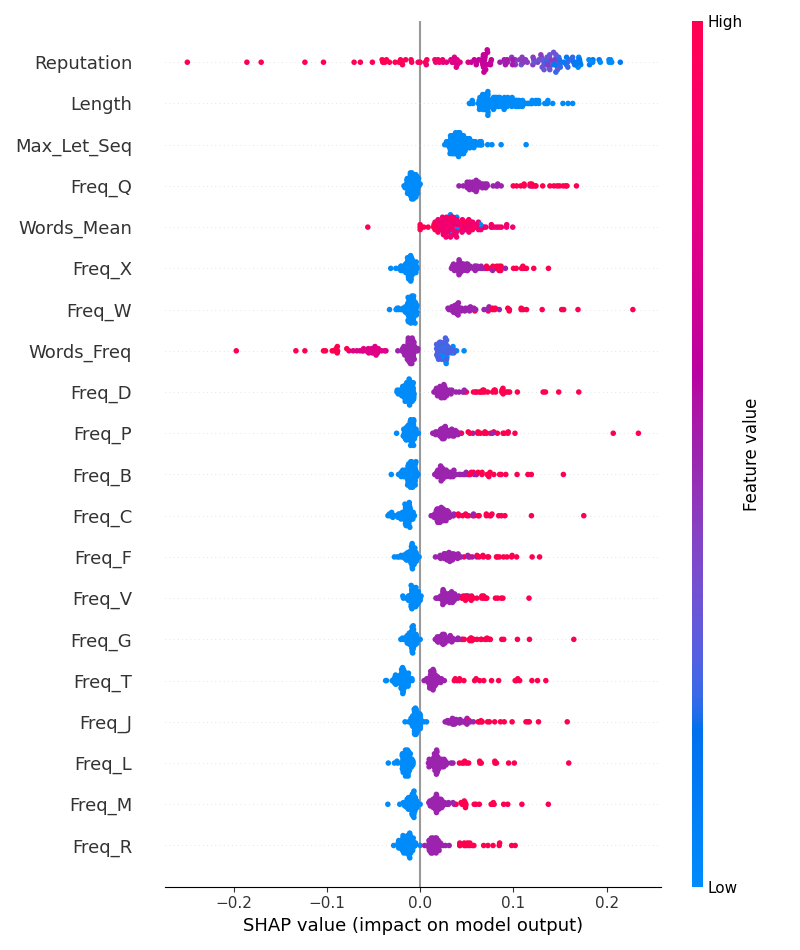 High
Reputation
Length
Max_Let_Seq
Freq_Q
Words_Mean
Freq_X
Freq_W
Words_Freq
Freq_D
Freq_P
Freq_B
Freq_C
Freq_F
Freq_V
Freq_G
Freq_T
Freq_J
Freq_L
Freq_M
Freq_R
Feature value
Low
−0.2 −0.1 0.0 0.1 0.2
SHAP value (impact on model output)